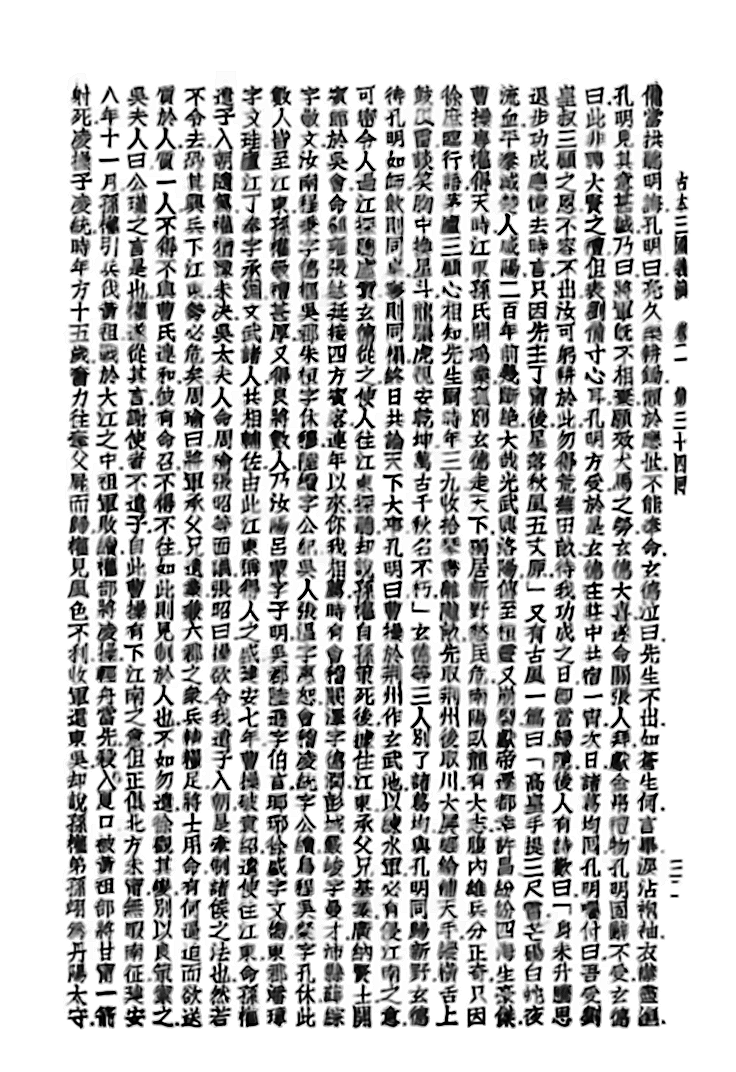 古本三國演義　卷二　第三十四回
備當拱聽明誨孔明曰亮久樂耕鋤懶於應世不能奉命玄德泣曰先生不出如蒼生何言畢淚沾袍袖衣襟盡濕
孔明見其意甚誠乃曰將軍既不相棄願效犬馬之勞玄德大喜遂命關張入拜獻金帛禮物孔明固辭不受玄德
曰此非聘大賢之禮但表劉備寸心耳孔明方受於是玄德在莊中共宿一宵次日諸葛均回孔明囑付曰吾受劉
皇叔三顧之恩不容不出汝可躬耕於此勿得荒蕪田畝待我功成之日卽當歸隱後人有詩歎曰「身未升騰思
退步功成應憶去時言只因先主丁寧後星落秋風五丈原」又有古風一篇曰「高皇手提三尺雪芒碭白蛇夜
流血平秦滅楚入咸陽二百年前幾斷絶大哉光武興洛陽傳至桓靈又崩裂獻帝遷都幸許昌紛紛四海生豪傑
曹操專權得天時江東孫氏開鴻業孤窮玄德走天下獨居新野愁民危南陽臥龍有大志腹內雄兵分正奇只因
徐庶臨行語茅廬三顧心相知先生爾時年三九收拾琴書離隴畝先取荊州後取川大展經綸補天手縱橫舌上
鼓風雷談笑胸中換星斗龍驤虎視安乾坤萬古千秋名不朽」玄德等三人別了諸葛均與孔明同歸新野玄德
待孔明如師飲則同卓寢則同榻終日共論天下大事孔明曰曹操於荊州作玄武池以練水軍必有侵江南之意
可密令人過江探聽虛實玄德從之使人往江東探聽却說孫權自孫策死後據住江東承父兄基業廣納賢士開
賓館於吳會命顧雍張紘延接四方賓客連年以來你我相薦時有會稽闞澤字德潤彭城嚴畯字曼才沛縣薛綜
字敬文汝南程秉字德樞吳郡朱桓字休穆陸績字公紀吳人張溫字惠恕會稽凌統字公績烏程吳粲字孔休此
數人皆至江東孫權敬禮甚厚又得良將數人乃汝陽呂蒙字子明吳郡陸遜字伯言瑯琊徐盛字文嚮東郡潘璋
字文珪廬江丁奉字承淵文武諸人共相輔佐由此江東稱得人之盛建安七年曹操破袁紹遣使往江東命孫權
遣子入朝隨駕權猶豫未決吳太夫人命周瑜張昭等面議張昭曰操欲令我遣子入朝是牽制諸侯之法也然若
不令去恐其興兵下江東勢必危矣周瑜曰將軍承父兄遺業兼六郡之衆兵精糧足將士用命有何逼迫而欲送
質於人質一人不得不與曹氏連和彼有命召不得不往如此則見制於人也不如勿遣徐觀其變別以良策禦之
吳夫人曰公瑾之言是也權遂從其言謝使者不遣子自此曹操有下江南之意但正值北方未寧無暇南征建安
八年十一月孫權引兵伐黃祖戰於大江之中祖軍敗績權部將凌操輕舟當先殺入夏口被黃祖部將甘寧一箭
射死凌操子凌統時年方十五歲奮力往奪父屍而歸權見風色不利收軍還東吳却說孫權弟孫翊爲丹陽太守